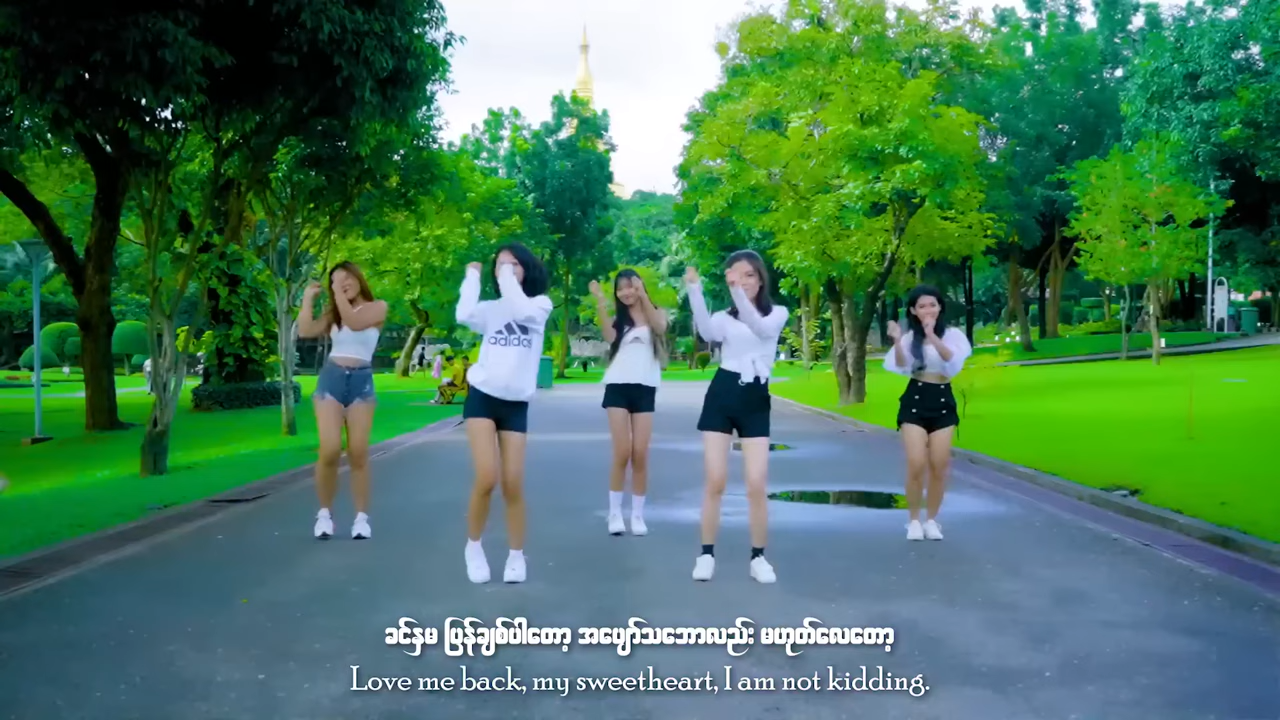 adidas
ခင်နှမ ဖြန်ချစ်ပါတော့ အပျော်သဘောလည်း မဟုတ်လေတော့
Love me back, my sweetheart, I am not kidding.